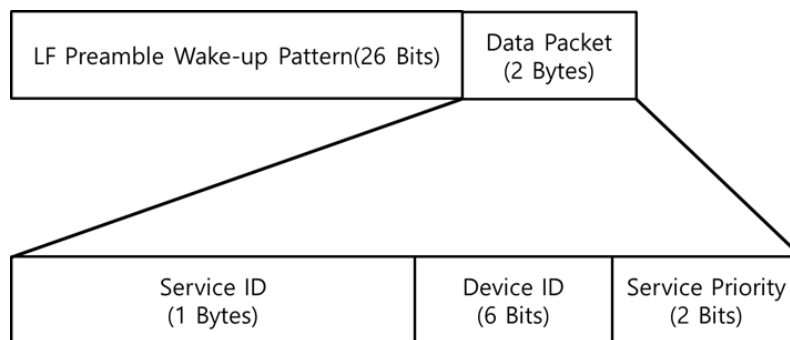 LF Preamble Wake-up Pattern(26 Bits)
Data Packet
(2 Bytes)
Service ID
(1 Bytes)
Device ID
(6 Bits)
Service Priority
(2 Bits)